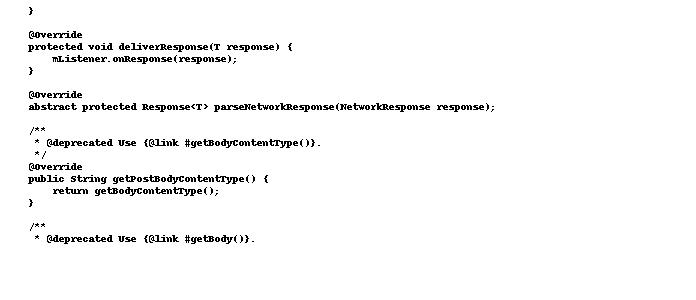 }
@Override
protected void deliverResponse(T response) {
mListener.onResponse(response);
}
@Override
abstract protected Response<T> parseNetworkResponse(NetworkResponse response);
/**
* @deprecated Use {@link #getBodyContentType()}.
*/
@Override
public String getPostBodyContentType() {
return getBodyContentType();
}
/**
* @deprecated Use {@link #getBody()}.